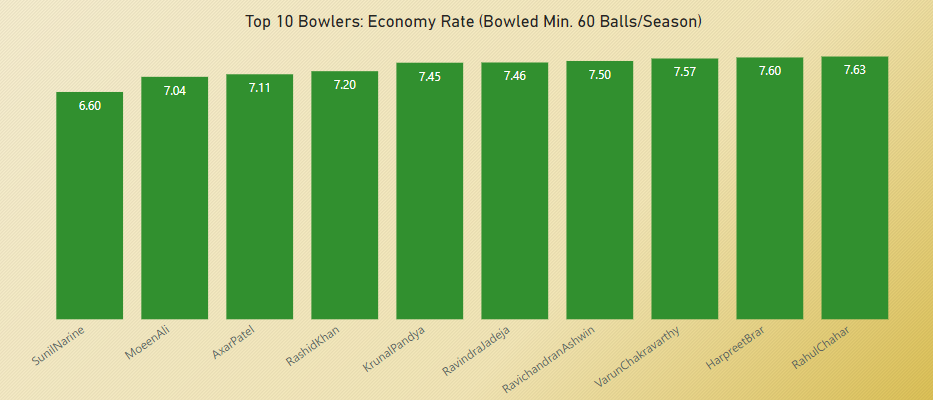 Top 10 Bowlers: Economy Rate (Bowled Min. 60 Balls/Season)
6.60
7.04
7.11
7.20
7.45
7.46
7.50
7.57
7.60
7.63
SunilNarine
MoeenAli
AxarPatel
RashidKhan
KrunalPandya
RavindraJadeja
RavichandranAshwin
VarunChakravarthy
HarpreetBrar
RahulChahar